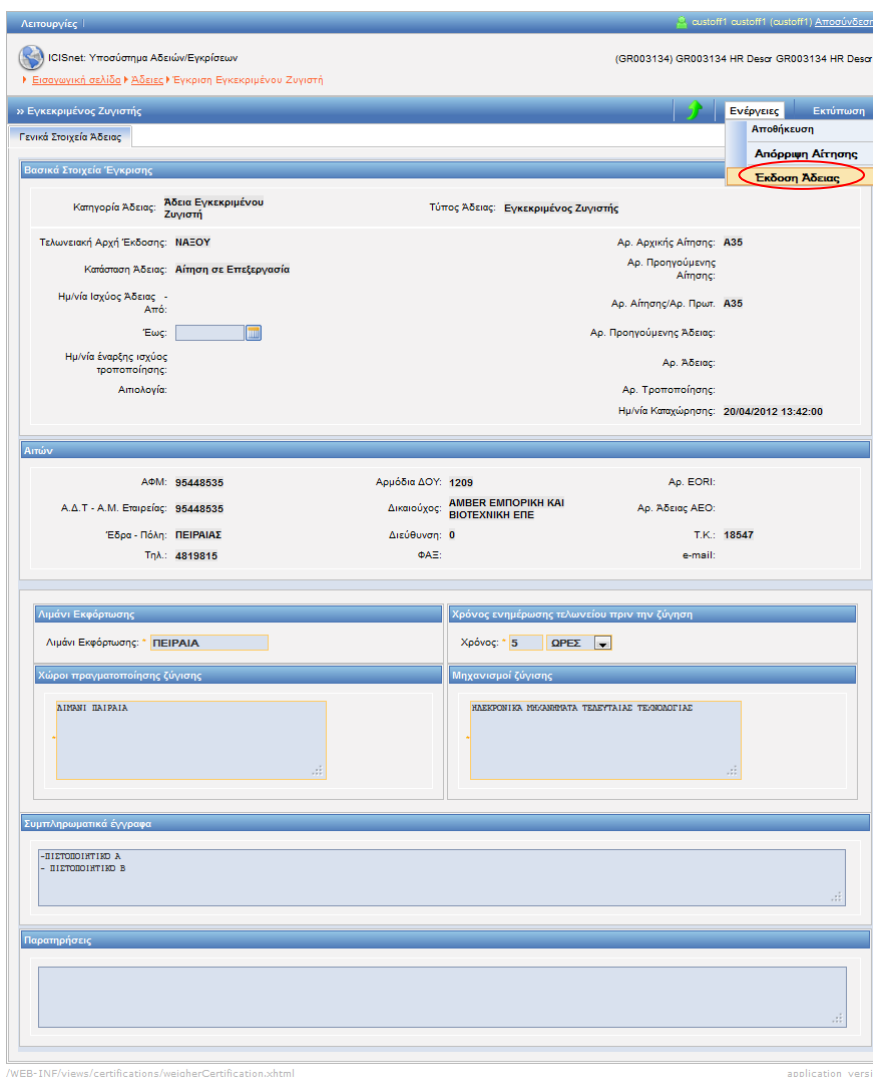 Λειτουργίες
custoff1 custoff1 (custoff1) Αποσύνδεση
ICISnet: Υποσύστημα Αδειών/Εγκρίσεων
(GR003134) GR003134 HR Descr GR003134 HR Descr
Εισαγωγική σελίδα Άδειες Έγκριση Εγκεκριμένου Ζυγιστή
» Εγκεκριμένος Ζυγιστής
Ενέργειες Εκτύπωση
Γενικά Στοιχεία Άδειας
Αποθήκευση
Απόρριψη Αίτησης
Έκδοση Άδειας
Βασικά Στοιχεία Έγκρισης
Κατηγορία Άδειας: Άδεια Εγκεκριμένου Ζυγιστή
Τύπος Άδειας: Εγκεκριμένος Ζυγιστής
Τελωνειακή Αρχή Έκδοσης: ΝΑΞΟΥ
Αρ. Αρχικής Αίτησης: A35
Κατάσταση Άδειας: Αίτηση σε Επεξεργασία
Αρ. Προηγούμενης Αίτησης:
Ημ/νία Ισχύος Άδειας - Από:
Αρ. Αίτησης/Αρ. Πρωτ. A35
Έως:
Αρ. Προηγούμενης Άδειας:
Ημ/νία έναρξης ισχύος τροποποίησης:
Αρ. Άδειας:
Αιτιολογία:
Αρ. Τροποποίησης:
Ημ/νία Καταχώρησης: 20/04/2012 13:42:00
Αιτών
ΑΦΜ: 95448535 Αρμόδια ΔΟΥ: 1209 Αρ. EORI:
Α.Δ.Τ - Α.Μ. Εταιρείας: 95448535 Δικαιούχος: AMBER ΕΜΠΟΡΙΚΗ ΚΑΙ ΒΙΟΤΕΧΝΙΚΗ ΕΠΕ Αρ. Άδειας ΑΕΟ:
Έδρα - Πόλη: ΠΕΙΡΑΙΑΣ Διεύθυνση: 0 Τ.Κ.: 18547
Τηλ.: 4819815 ΦΑΞ: e-mail:
Λιμάνι Εκφόρτωσης
Χρόνος ενημέρωσης τελωνείου πριν την ζύγηση
Λιμάνι Εκφόρτωσης: * ΠΕΙΡΑΙΑ
Χρόνος: * 5 ΩΡΕΣ
Χώροι πραγματοποίησης ζύγισης
Μηχανισμοί ζύγισης
ΛΙΜΑΝΙ ΠΑΙΡΑΙΑ
ΗΛΕΚΡΟΝΙΚΑ ΜΗΧΑΝΗΜΑΤΑ ΤΕΛΕΥΤΑΙΑΣ ΤΕΧΝΟΛΟΓΙΑΣ
Συμπληρωματικά έγγραφα
-ΠΙΣΤΟΠΟΙΗΤΙΚΟ Α
- ΠΙΣΤΟΠΟΙΗΤΙΚΟ Β
Παρατηρήσεις
/WEB-INF/views/certifications/weigherCertification.xhtml
application versi